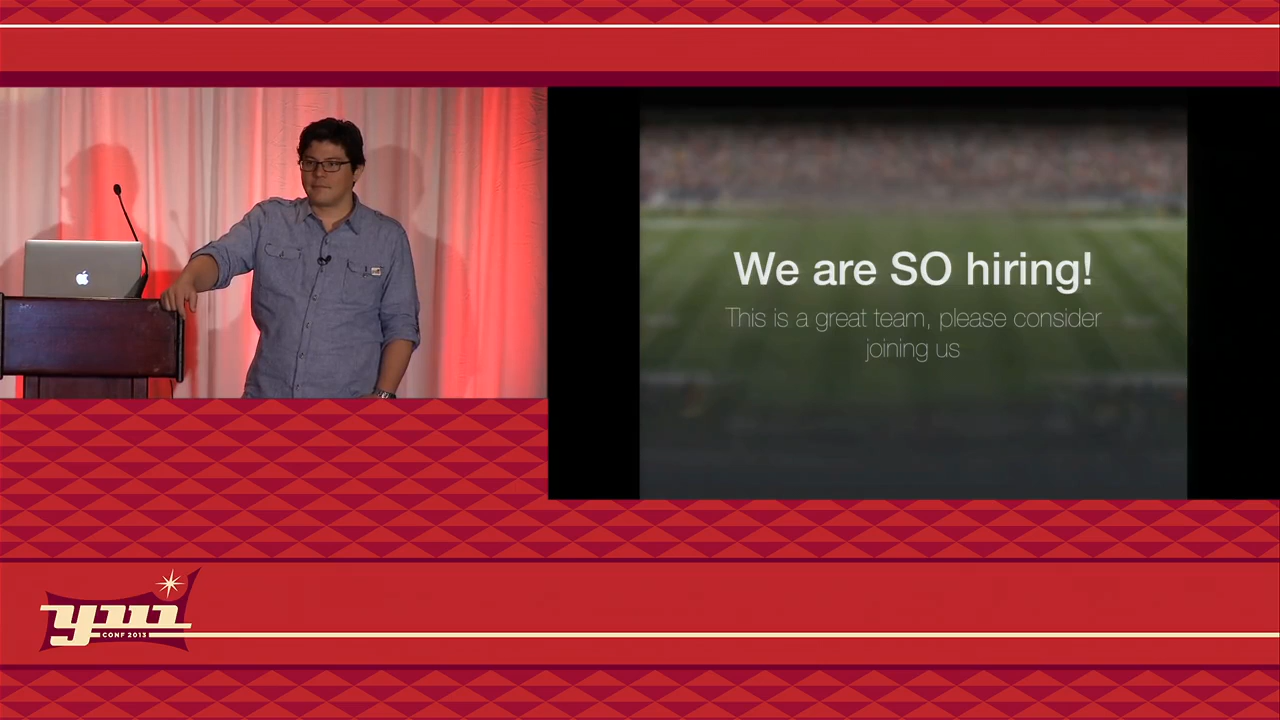 We are SO hiring!
This is a great team, please consider
joining us
yui
CONF 2013